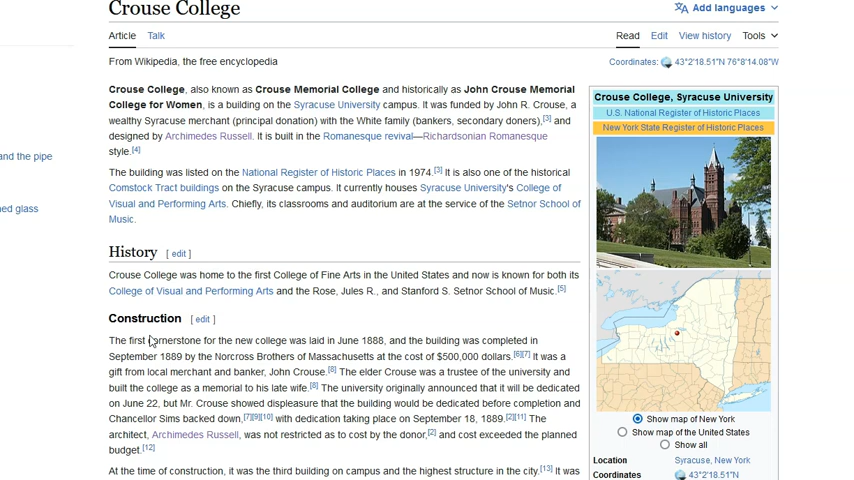 Crouse College
Add languages
Article Talk Read Edit View history Tools
From Wikipedia, the free encyclopedia
Coordinates: 43°2′18.51″N 76°8′14.08″W
Crouse College, also known as Crouse Memorial College and historically as John Crouse Memorial
College for Women, is a building on the Syracuse University campus. It was funded by John R. Crouse, a
wealthy Syracuse merchant (principal donation) with the White family (bankers, secondary doners),[3] and
designed by Archimedes Russell. It is built in the Romanesque revival—Richardsonian Romanesque
style.[4]
The building was listed on the National Register of Historic Places in 1974.[3] It is also one of the historical
Comstock Tract buildings on the Syracuse campus. It currently houses Syracuse University's College of
Visual and Performing Arts. Chiefly, its classrooms and auditorium are at the service of the Setnor School of
Music.
History [ edit ]
Crouse College was home to the first College of Fine Arts in the United States and now is known for both its
College of Visual and Performing Arts and the Rose, Jules R., and Stanford S. Setnor School of Music.[5]
Construction [ edit ]
The first cornerstone for the new college was laid in June 1888, and the building was completed in
September 1889 by the Norcross Brothers of Massachusetts at the cost of $500,000 dollars.[6][7] It was a
gift from local merchant and banker, John Crouse.[8] The elder Crouse was a trustee of the university and
built the college as a memorial to his late wife.[8] The university originally announced that it will be dedicated
on June 22, but Mr. Crouse showed displeasure that the building would be dedicated before completion and
Chancellor Sims backed down,[7][9][10] with dedication taking place on September 18, 1889.[2][11] The
architect, Archimedes Russell, was not restricted as to cost by the donor,[2] and cost exceeded the planned
budget.[12]
At the time of construction, it was the third building on campus and the highest structure in the city.[13] It was
and the pipe
ned glass
Crouse College, Syracuse University
U.S. National Register of Historic Places
New York State Register of Historic Places
Show map of New York
Show map of the United States
Show all
Location Syracuse, New York
Coordinates 43°2′18.51″N